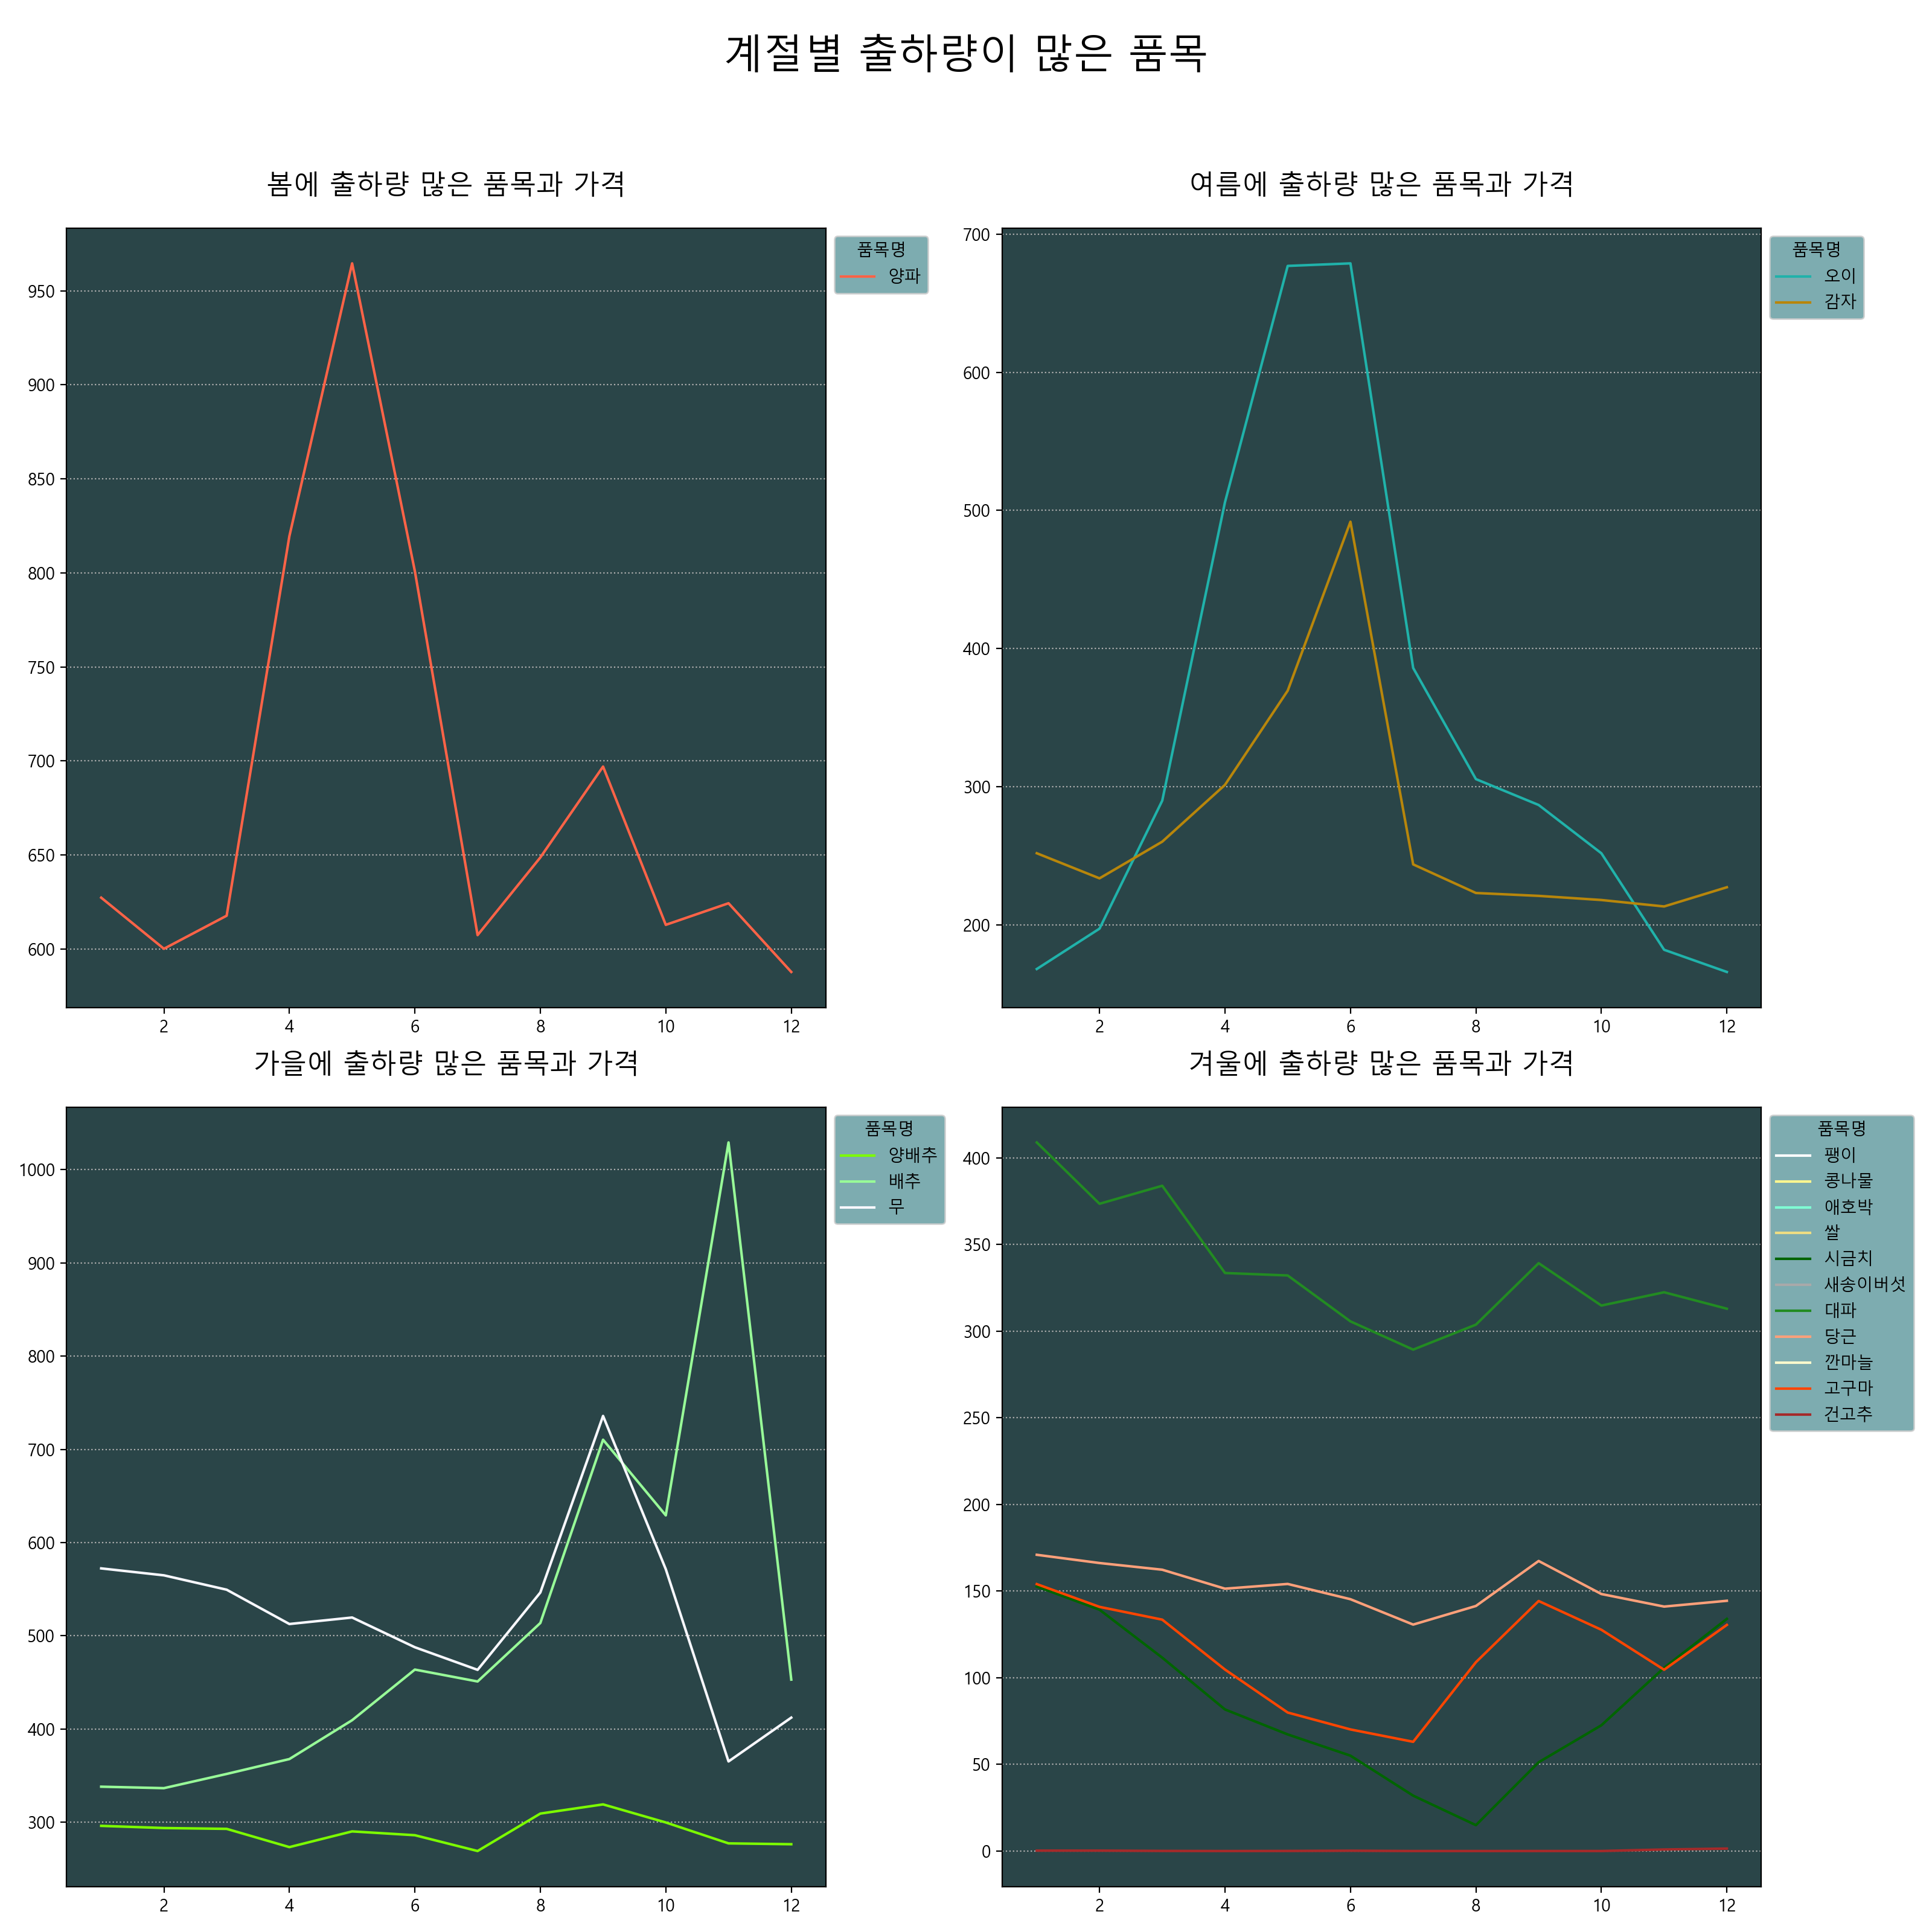 계절별 출하량이 많은 품목
봄에 출하량 많은 품목과 가격
950
900
850
800
750
700
650
600
2 4 6 8 10 12
품목명
양파
여름에 출하량 많은 품목과 가격
700
600
500
400
300
200
2 4 6 8 10 12
품목명
오이
감자
가을에 출하량 많은 품목과 가격
1000
900
800
700
600
500
400
300
2 4 6 8 10 12
품목명
양배추
배추
무
겨울에 출하량 많은 품목과 가격
400
350
300
250
200
150
100
50
0
2 4 6 8 10 12
품목명
팽이
콩나물
애호박
쌀
시금치
새송이버섯
대파
당근
깐마늘
고구마
건고추